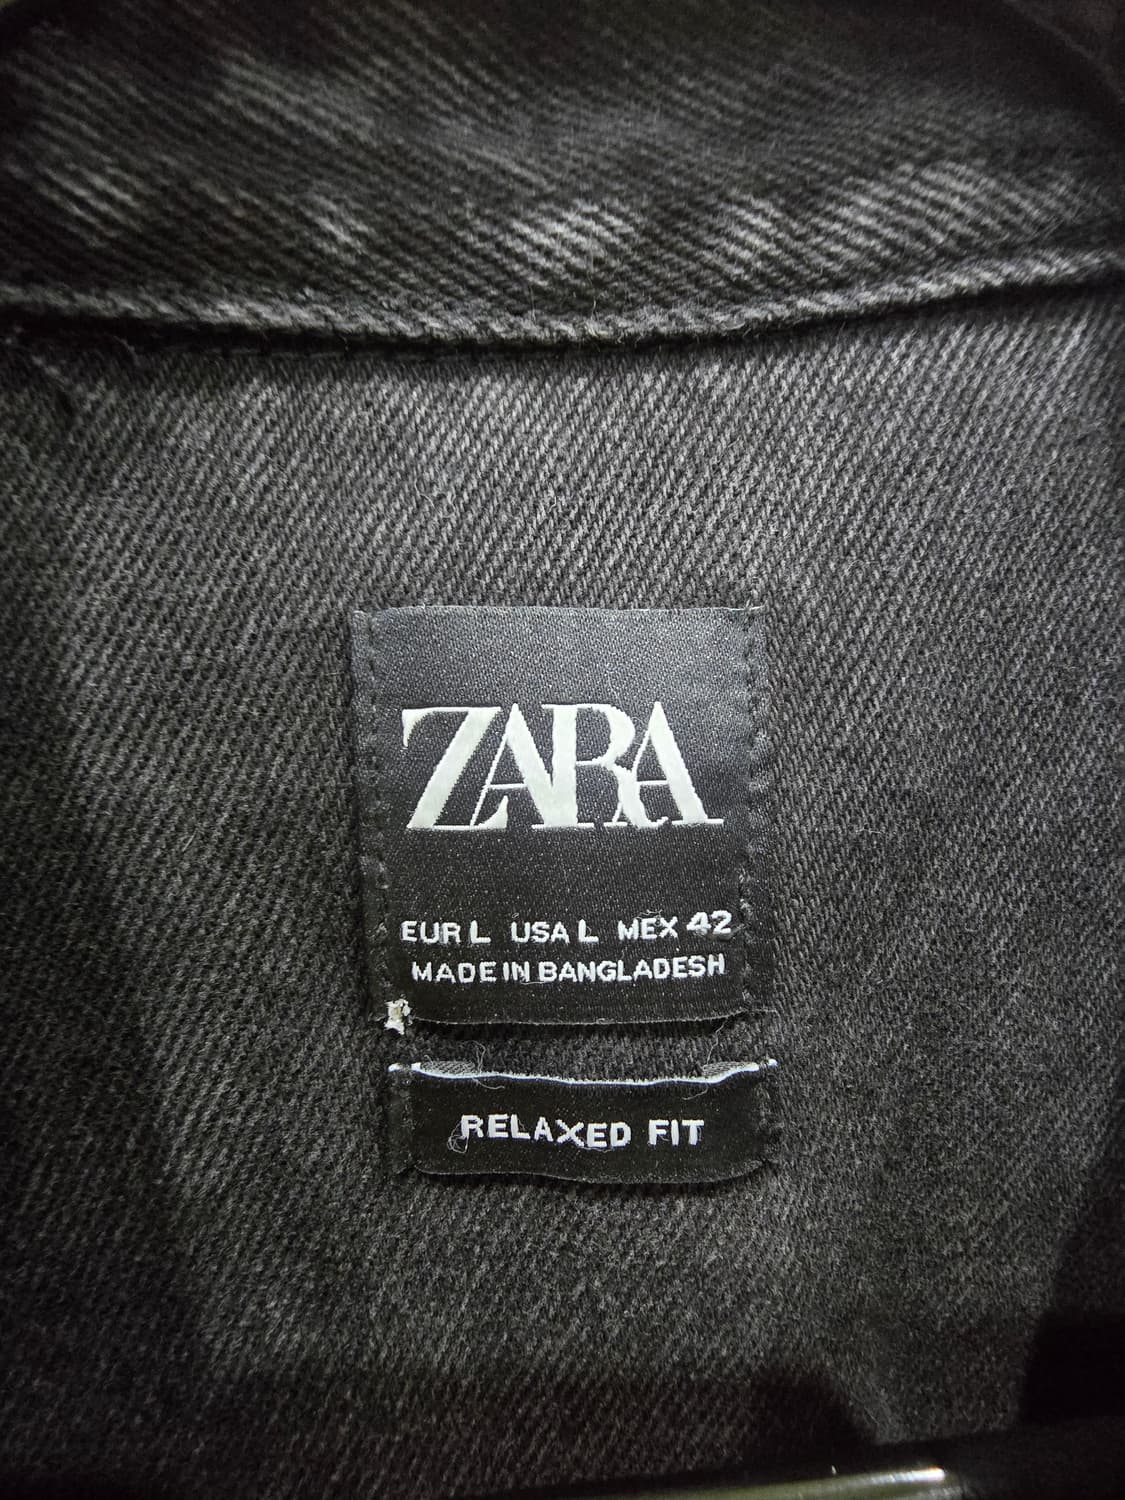 ZARA
EUR L USA L MEX 42
MADE IN BANGLADESH
RELAXED FIT